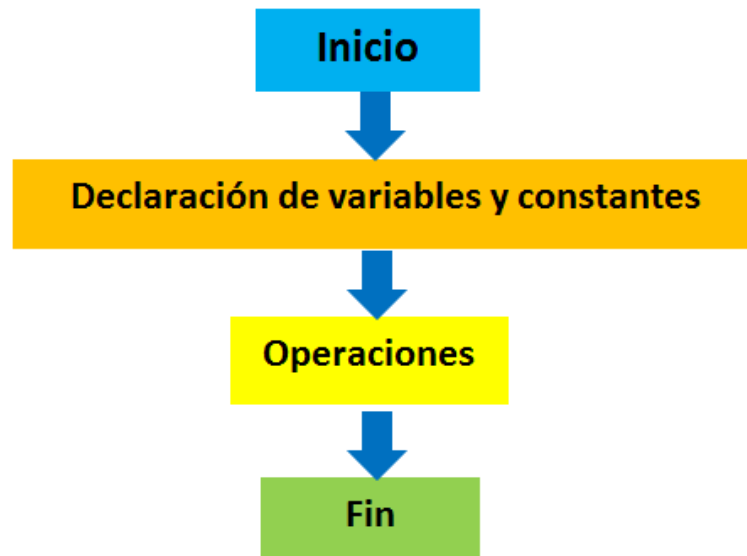 Inicio
Declaración de variables y constantes
Operaciones
Fin